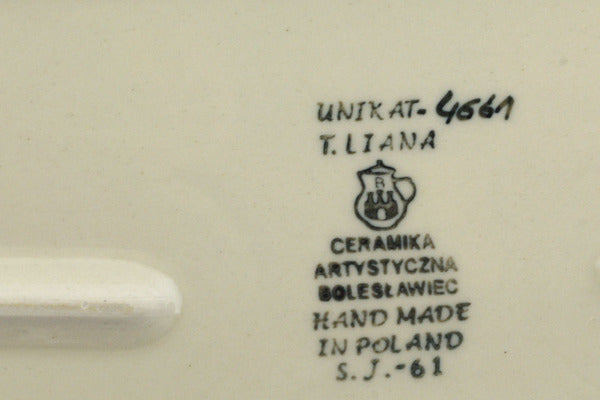 UNIKAT-4661
T. LIANA
B
CERAMIKA
ARTYSTYCZNA
BOLESŁAWIEC
HAND MADE
IN POLAND
S.J.-61